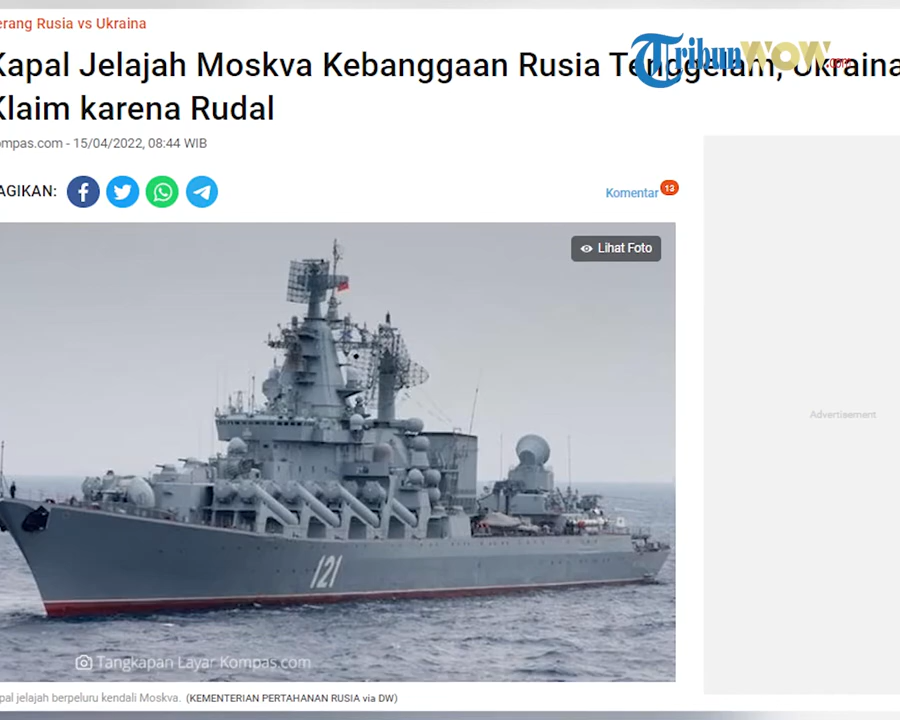 erang Rusia vs Ukraina
TribunWOW.com
Kapal Jelajah Moskva Kebanggaan Rusia Tenggelam, Ukraina
Klaim karena Rudal
ompas.com - 15/04/2022, 08:44 WIB
AGIKAN:
Komentar 13
Lihat Foto
Advertisement
121
Tangkapan Layar Kompas.com
pal jelajah berpeluru kendali Moskva. (KEMENTERIAN PERTAHANAN RUSIA via DW)